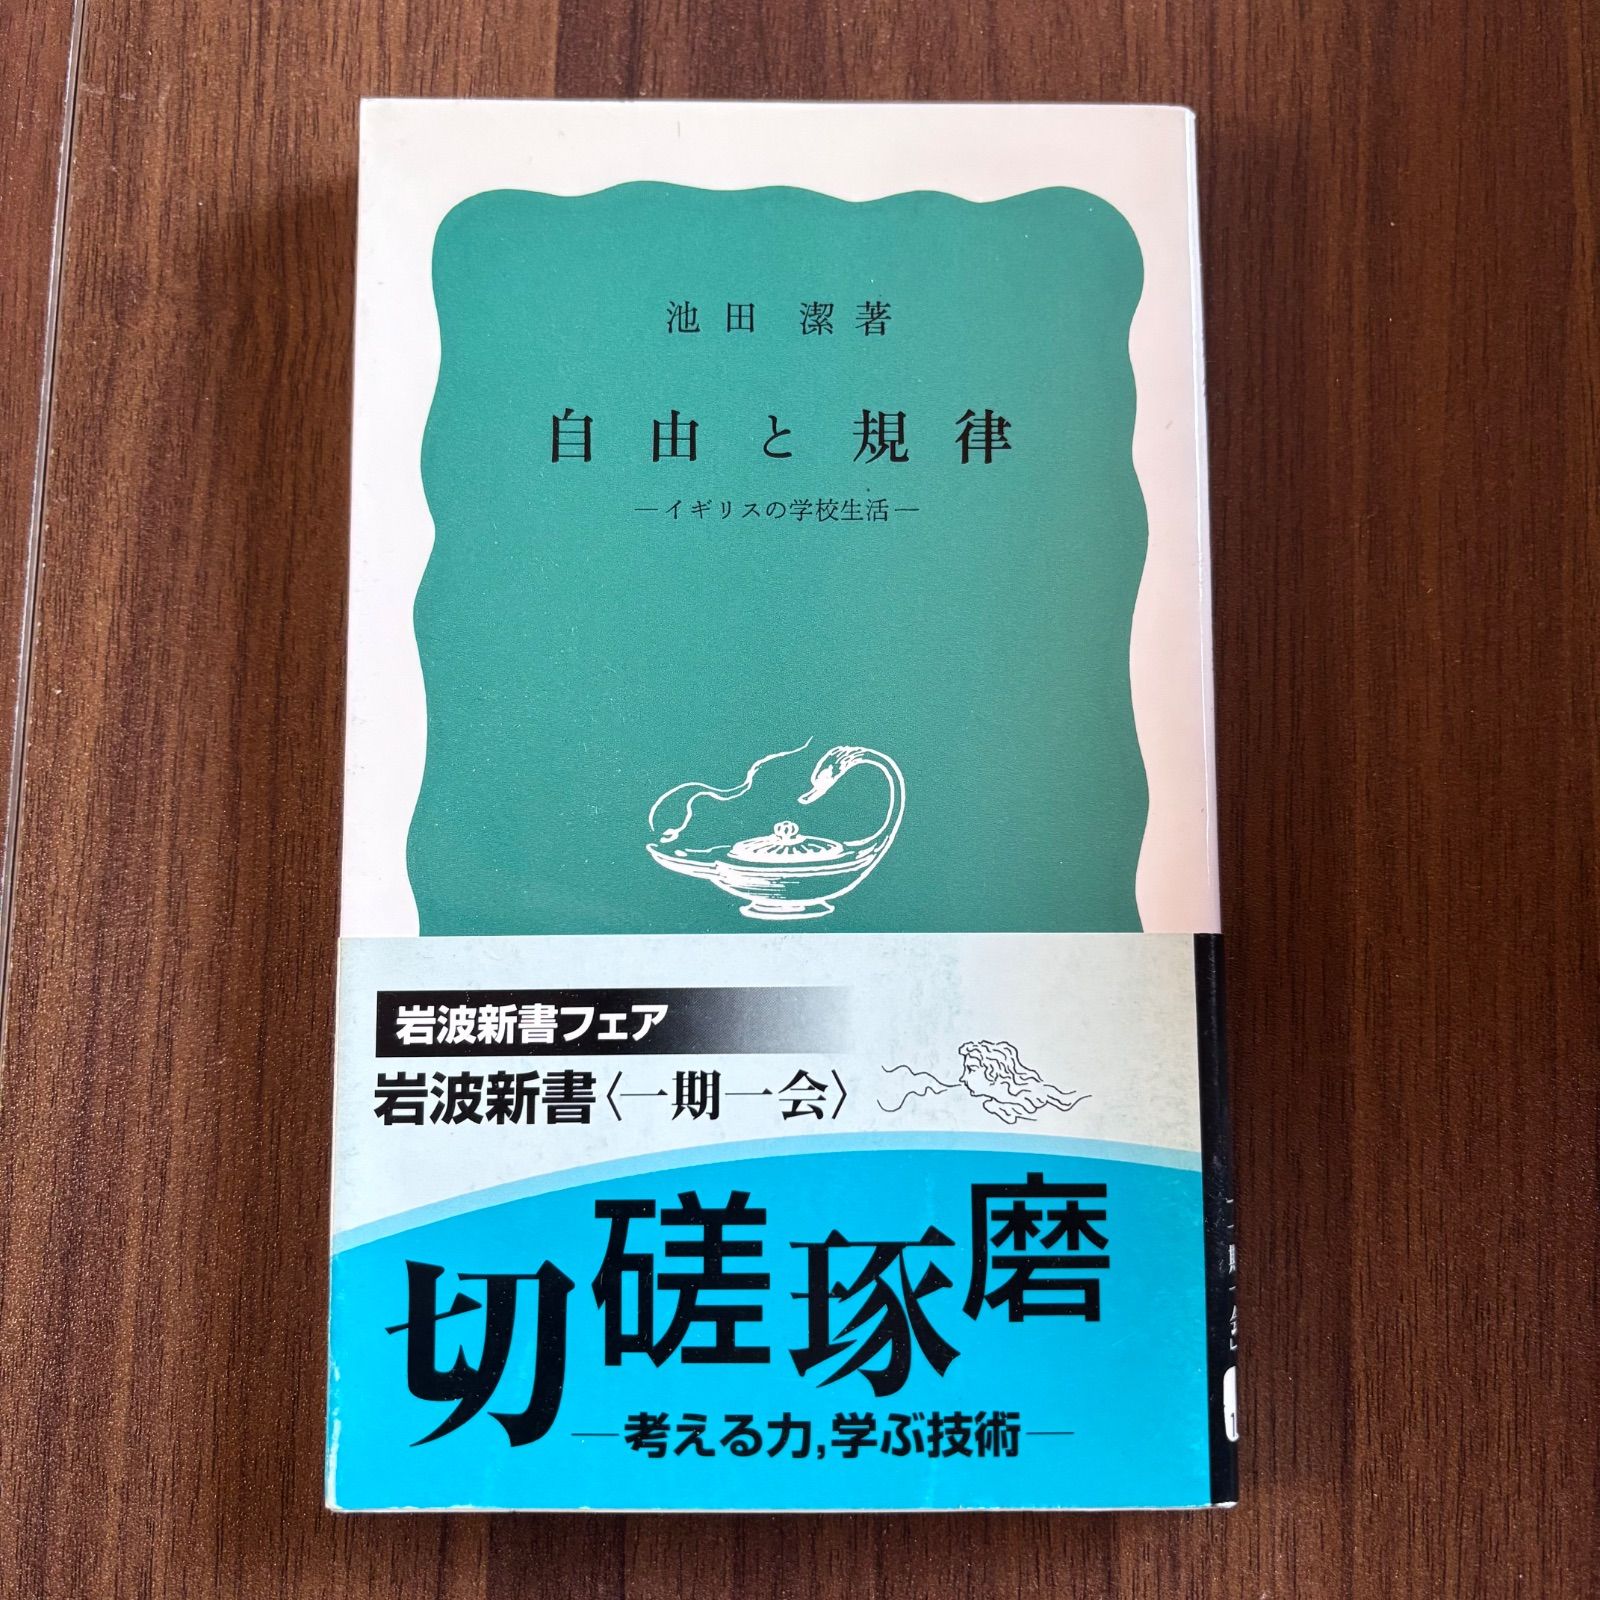 池田 潔著
自由と規律
―イギリスの学校生活―
岩波新書フェア
岩波新書〈一期一会〉
切磋琢磨
―考える力,学ぶ技術―